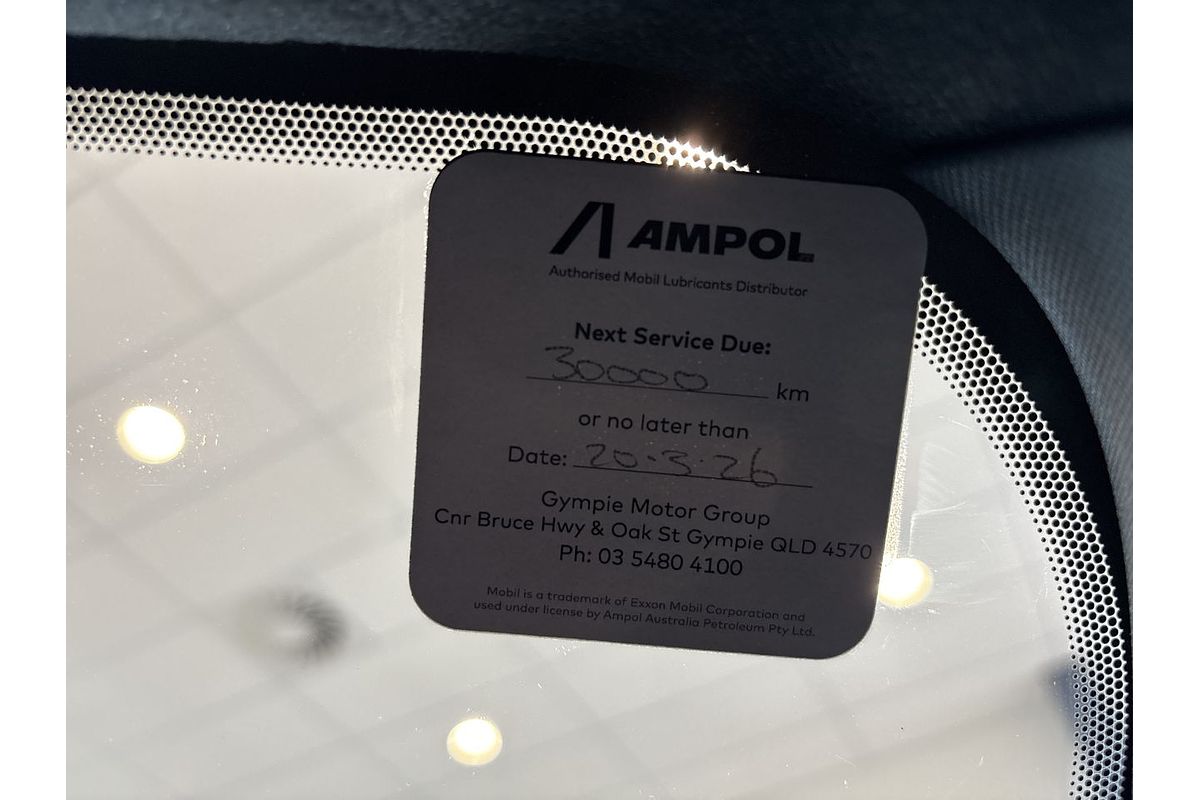 AMPOL
Authorised Mobil Lubricants Distributor
Next Service Due:
30000 km
or no later than
Date: 20.3.26
Gympie Motor Group
Cnr Bruce Hwy & Oak St Gympie QLD 4570
Ph: 03 5480 4100
Mobil is a trademark of Exxon Mobil Corporation and
used under license by Ampol Australia Petroleum Pty Ltd.